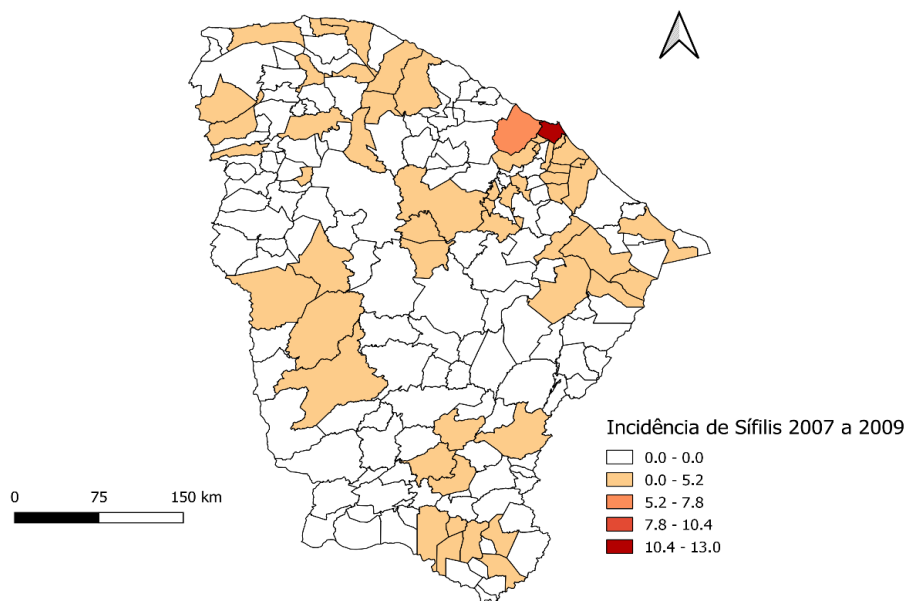 Incidência de Sífilis 2007 a 2009
0.0 - 0.0
0.0 - 5.2
5.2 - 7.8
7.8 - 10.4
10.4 - 13.0
0 75 150 km